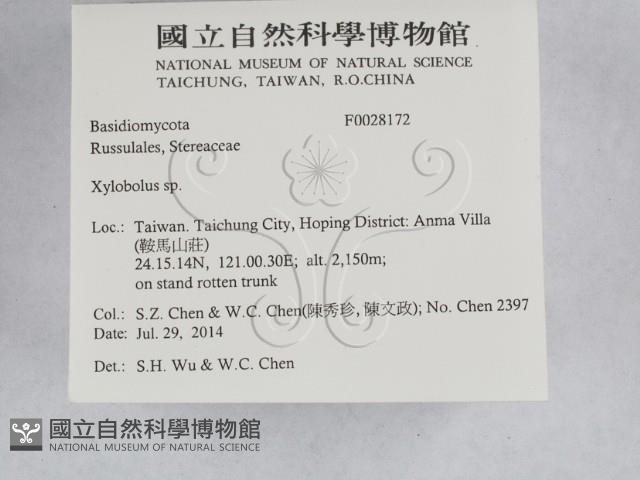 國立自然科學博物館
NATIONAL MUSEUM OF NATURAL SCIENCE
TAICHUNG, TAIWAN, R.O.CHINA
Basidiomycota F0028172
Russulales, Stereaceae
Xylobolus sp.
Loc.: Taiwan. Taichung City, Hoping District: Anma Villa
(鞍馬山莊)
24.15.14N, 121.00.30E; alt. 2,150m;
on stand rotten trunk
Col.: S.Z. Chen & W.C. Chen(陳秀珍, 陳文政); No. Chen 2397
Date: Jul. 29, 2014
Det.: S.H. Wu & W.C. Chen
國立自然科學博物館
NATIONAL MUSEUM OF NATURAL SCIENCE